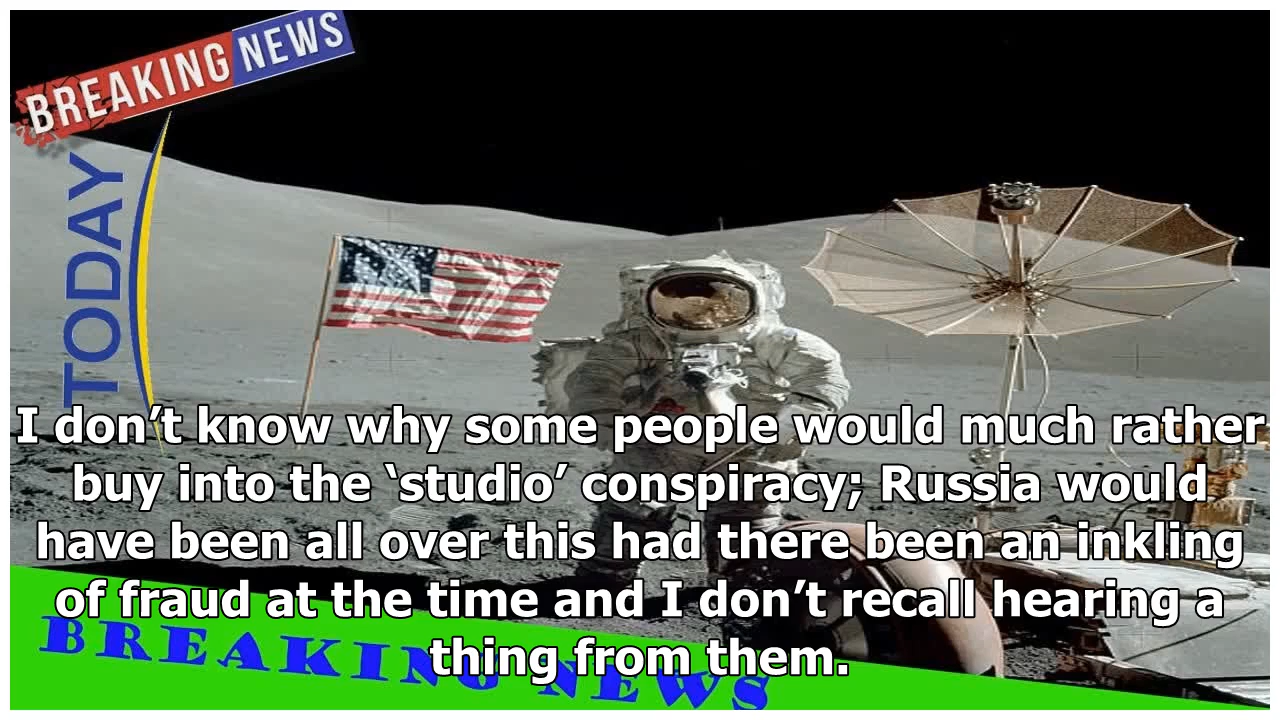 BREAKING NEWS
TODAY
I don’t know why some people would much rather
buy into the ‘studio’ conspiracy; Russia would
have been all over this had there been an inkling
of fraud at the time and I don’t recall hearing a
thing from them.
BREAKING NEWS